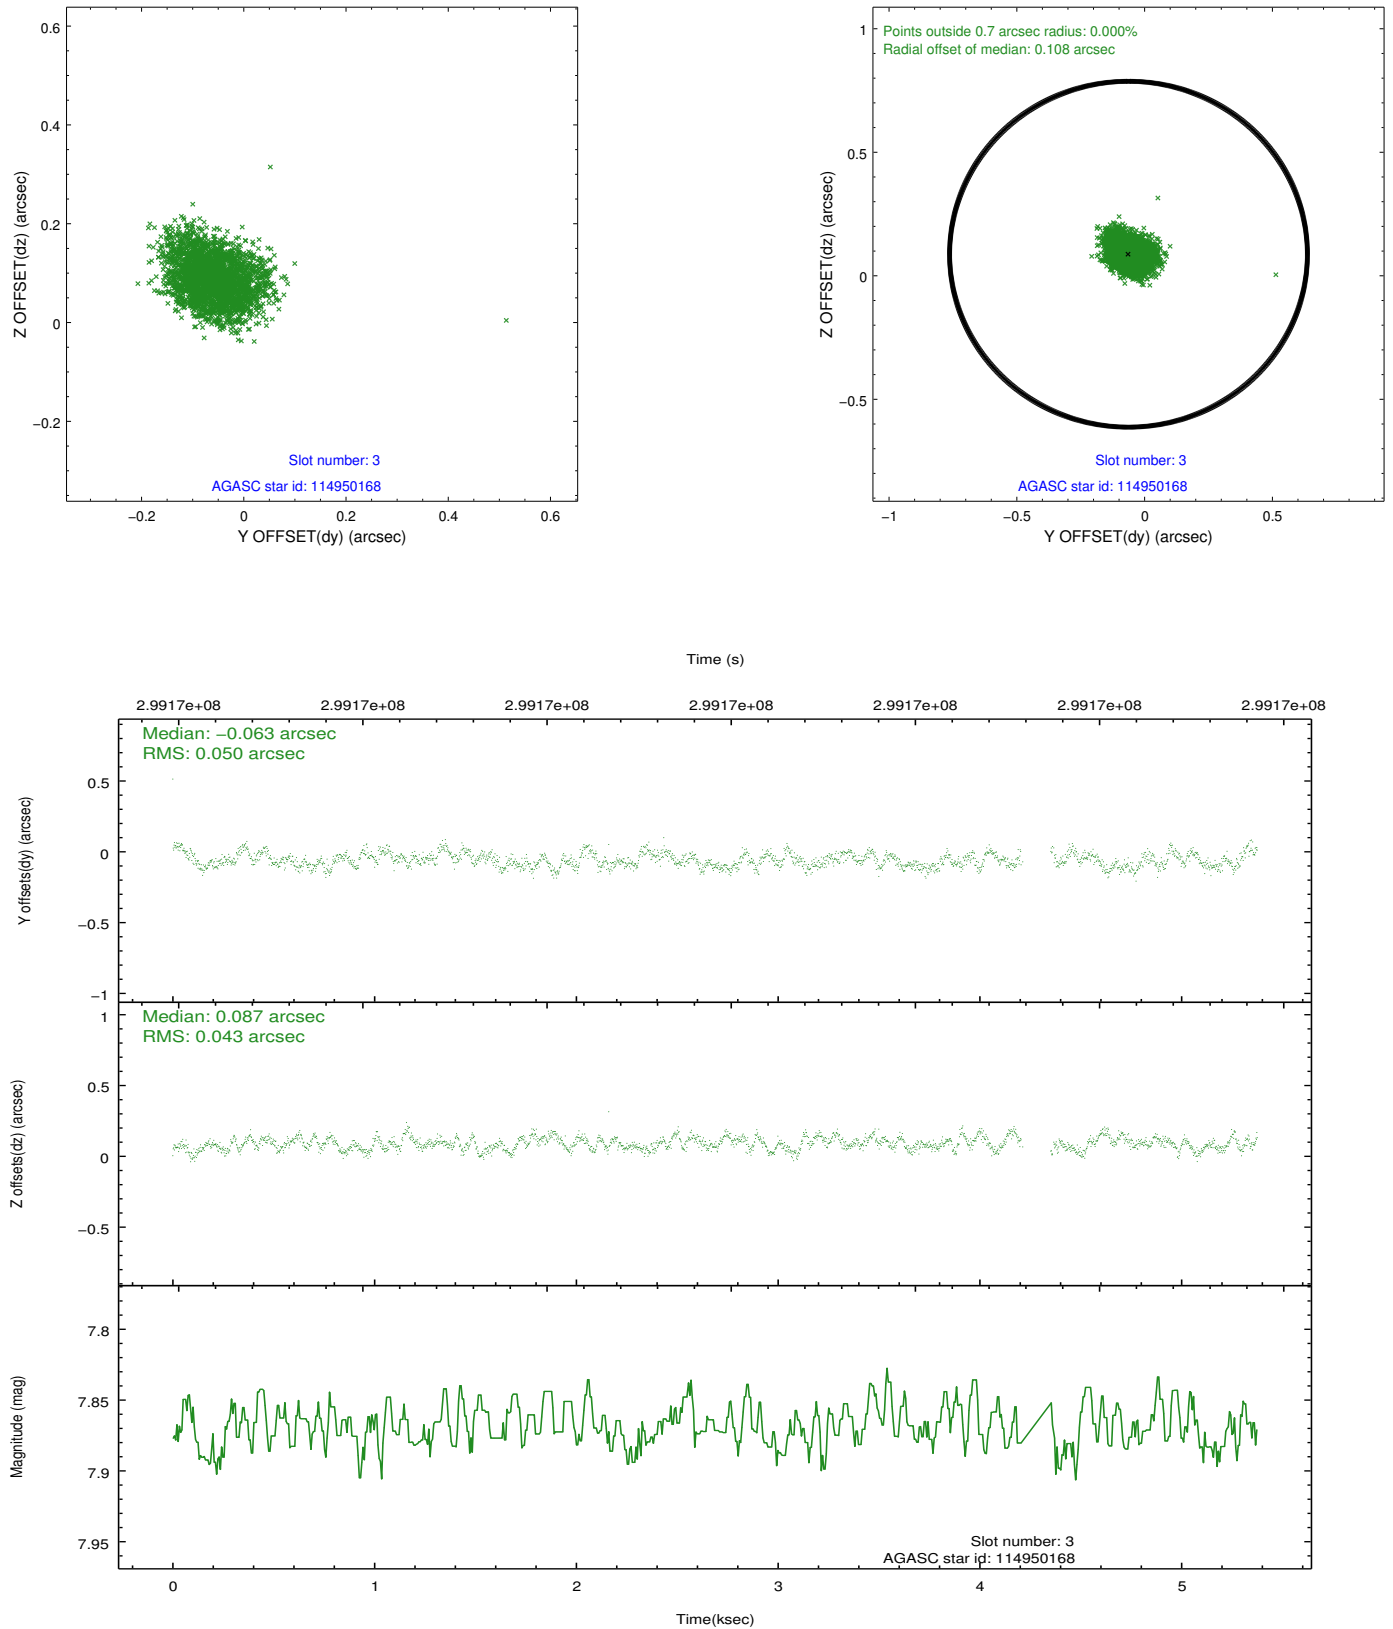 0.6
0.4
0.2
0
−0.2
Z OFFSET(dz) (arcsec)
Slot number: 3
AGASC star id: 114950168
−0.2 0 0.2 0.4 0.6
Y OFFSET(dy) (arcsec)
Points outside 0.7 arcsec radius: 0.000%
Radial offset of median: 0.108 arcsec
1
0.5
0
−0.5
Z OFFSET(dz) (arcsec)
Slot number: 3
AGASC star id: 114950168
−1 −0.5 0 0.5
Y OFFSET(dy) (arcsec)
Time (s)
2.9917e+08 2.9917e+08 2.9917e+08 2.9917e+08 2.9917e+08 2.9917e+08 2.9917e+08
Median: −0.063 arcsec
RMS: 0.050 arcsec
0.5
0
−0.5
−1
Y offsets(dy) (arcsec)
Median: 0.087 arcsec
RMS: 0.043 arcsec
1
0.5
0
−0.5
Z offsets(dz) (arcsec)
7.8
7.85
7.9
7.95
Magnitude (mag)
Slot number: 3
AGASC star id: 114950168
0 1 2 3 4 5
Time(ksec)